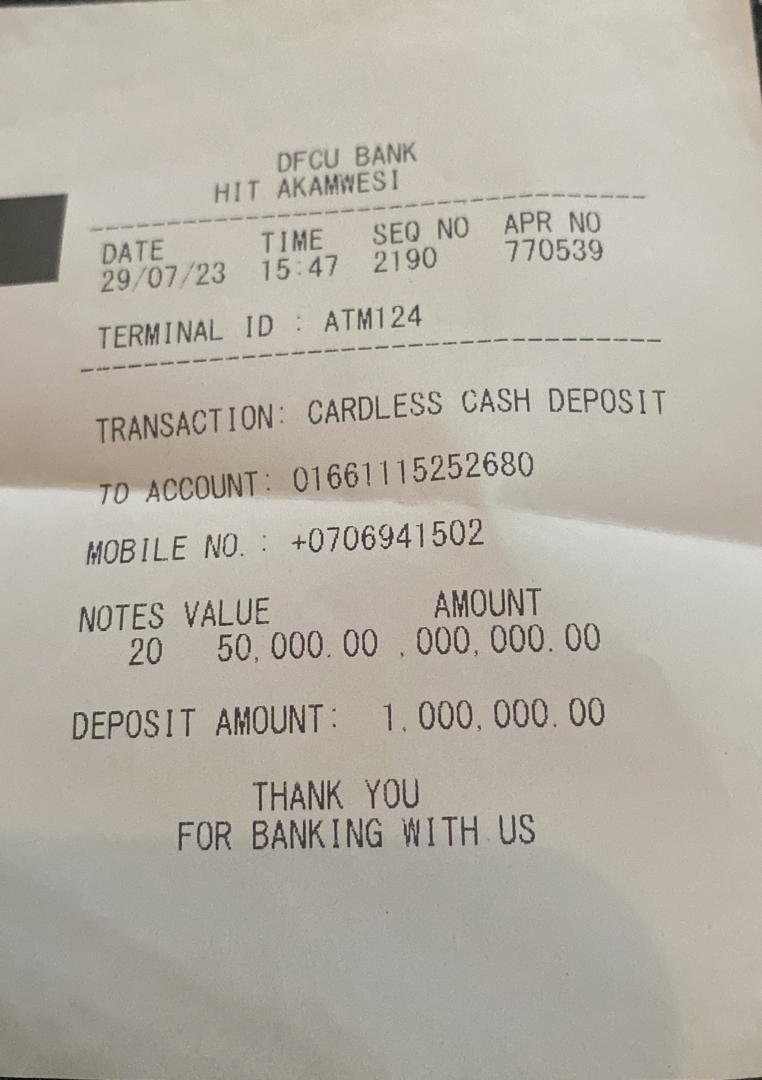 DFCU BANK
HIT AKAMWESI
--------------------------------------------
DATE TIME SEQ NO APR NO
29/07/23 15:47 2190 770539
TERMINAL ID : ATM124
--------------------------------------------
TRANSACTION: CARDLESS CASH DEPOSIT
TO ACCOUNT: 01661115252680
MOBILE NO. : +0706941502
NOTES VALUE AMOUNT
20 50,000.00 ,000,000.00
DEPOSIT AMOUNT: 1,000,000.00
THANK YOU
FOR BANKING WITH US